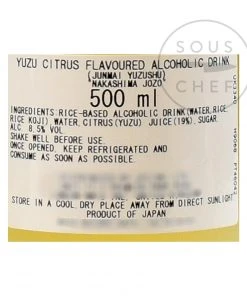 SOUS
CHEF
YUZU CITRUS FLAVOURED ALCOHOLIC DRINK
{JUNMAI YUZUSHU}
NAKASHIMA JOZO
500 ml
INGREDIENTS:RICE-BASED ALCOHOLIC DRINK(WATER,RICE,
RICE KOJI),WATER,CITRUS(YUZU) JUICE(19%),SUGAR
ALC. 8.5%VOL
SHAKE WELL BEFORE USE.
ONCE OPENED, KEEP REFRIGERATED AND
CONSUME AS SOON AS POSSIBLE.
STORE IN A COOL,DRY PLACE AWAY FROM DIRECT SUNLIGHT
PRODUCT OF JAPAN